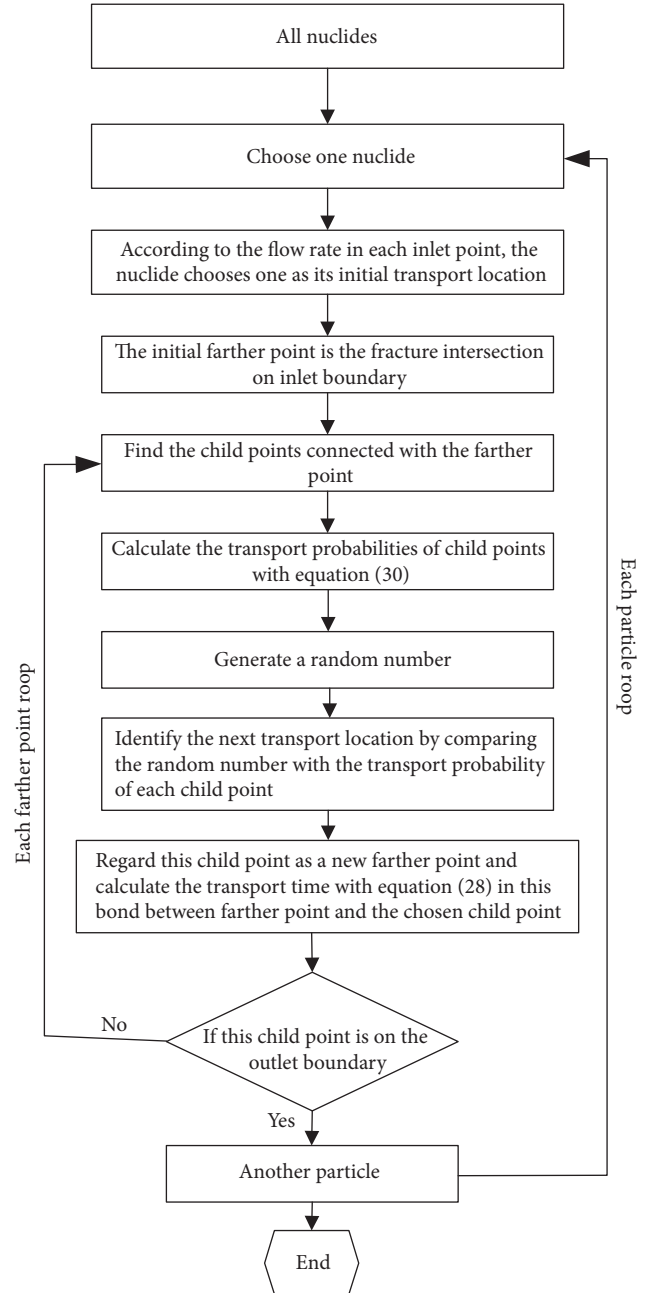 All nuclides
Choose one nuclide
According to the flow rate in each inlet point, the
nuclide chooses one as its initial transport location
The initial farther point is the fracture intersection
on inlet boundary
Find the child points connected with the farther
point
Calculate the transport probabilities of child points
with equation (30)
Generate a random number
Identify the next transport location by comparing
the random number with the transport probability
of each child point
Regard this child point as a new farther point and
calculate the transport time with equation (28) in this
bond between farther point and the chosen child point
If this child point is on the
outlet boundary
No
Yes
Another particle
End
Each farther point roop
Each particle roop